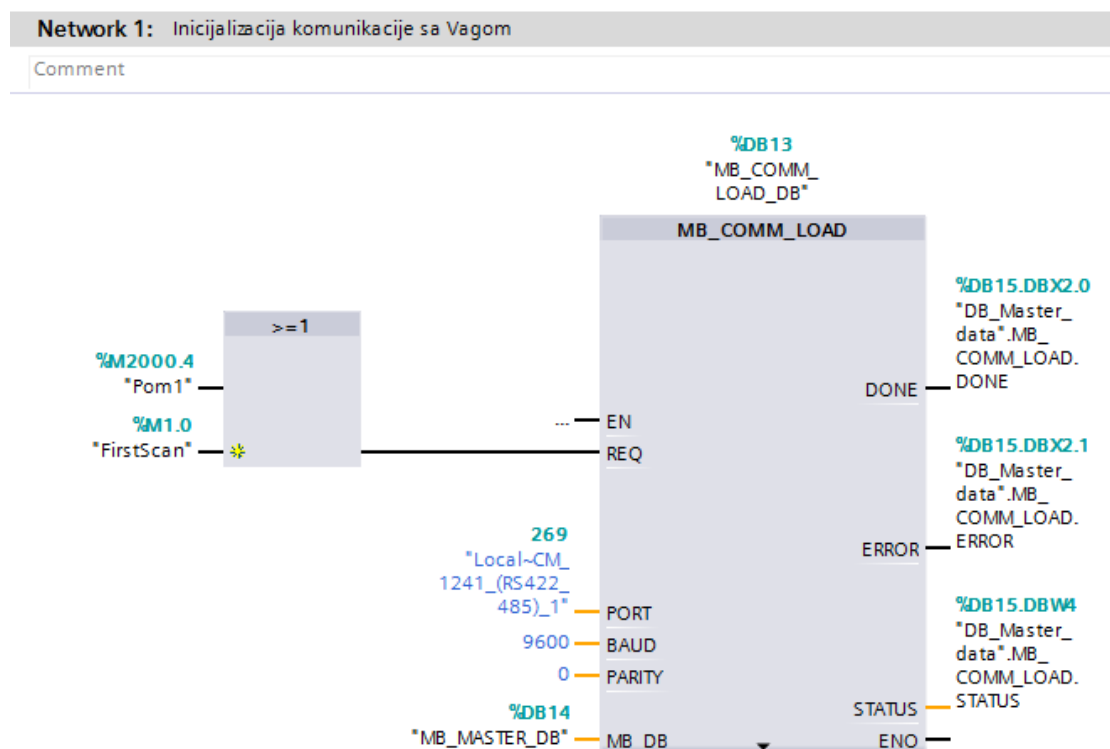 Network 1: Inicijalizacija komunikacije sa Vagom
Comment
%DB13
"MB_COMM_
LOAD_DB"
MB_COMM_LOAD
>=1
%M2000.4
"Pom1"
%M1.0
"FirstScan"
...
EN
REQ
269
"Local~CM_
1241_(RS422_
485)_1"
PORT
9600
BAUD
0
PARITY
%DB14
"MB_MASTER_DB"
MB_DB
%DB15.DBX2.0
"DB_Master_
data".MB_
COMM_LOAD.
DONE
DONE
%DB15.DBX2.1
"DB_Master_
data".MB_
COMM_LOAD.
ERROR
ERROR
%DB15.DBW4
"DB_Master_
data".MB_
COMM_LOAD.
STATUS
STATUS
ENO